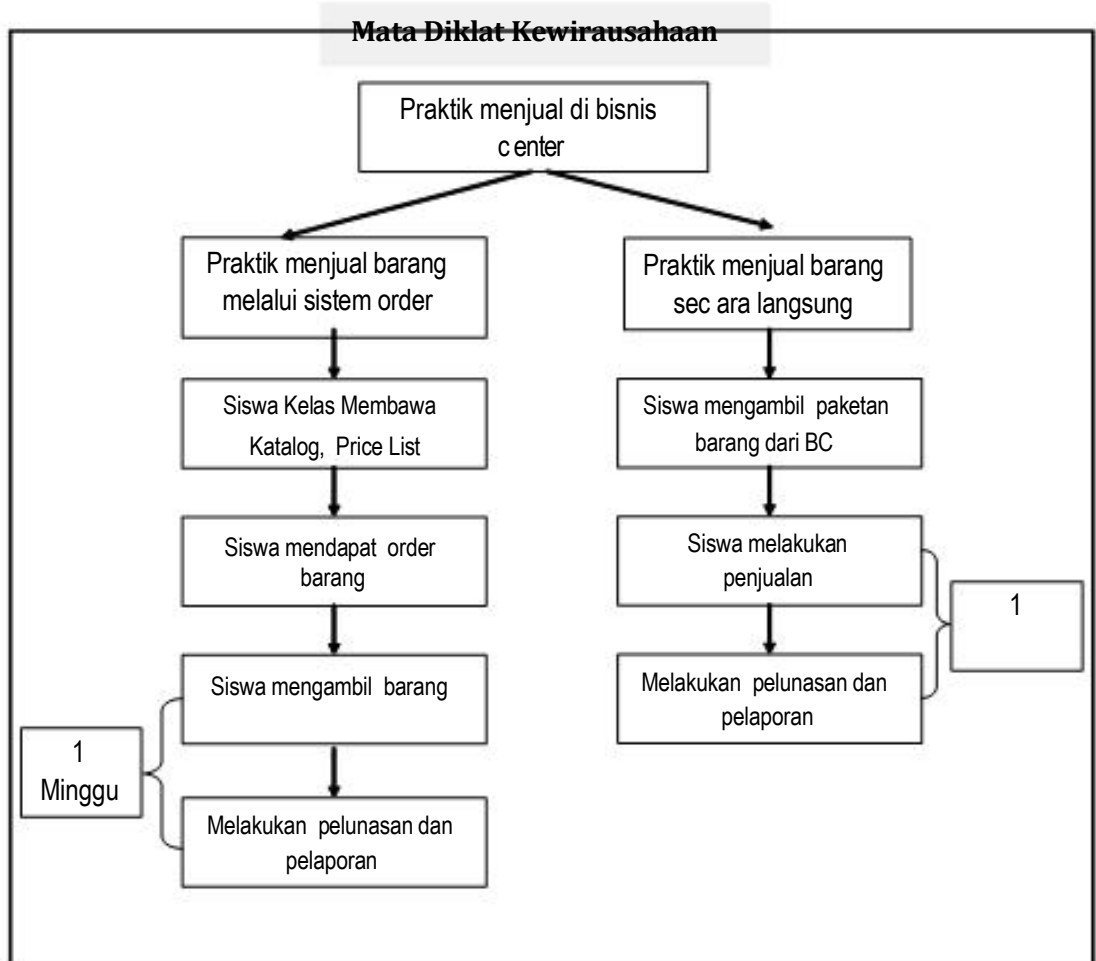 Mata Diklat Kewirausahaan
Praktik menjual di bisnis
c enter
Praktik menjual barang
melalui sistem order
Siswa Kelas Membawa
Katalog, Price List
Siswa mendapat order
barang
Siswa mengambil barang
1
Minggu
Melakukan pelunasan dan
pelaporan
Praktik menjual barang
sec ara langsung
Siswa mengambil paketan
barang dari BC
Siswa melakukan
penjualan
1
Melakukan pelunasan dan
pelaporan